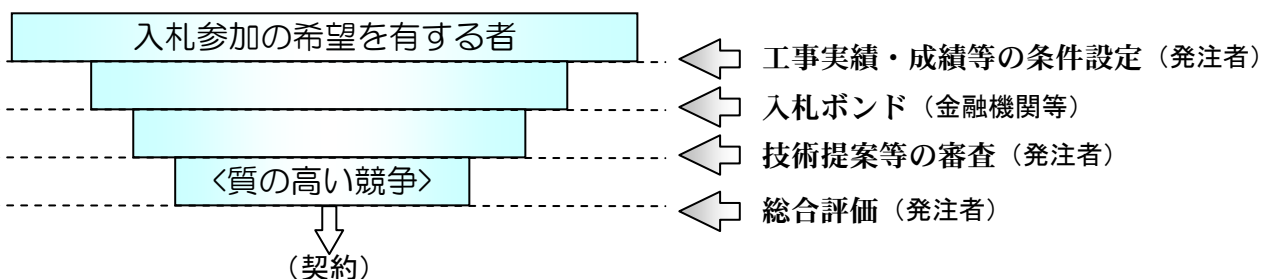 入札参加の希望を有する者
工事実績・成績等の条件設定（発注者）
入札ボンド（金融機関等）
技術提案等の審査（発注者）
<質の高い競争>
総合評価（発注者）
（契約）